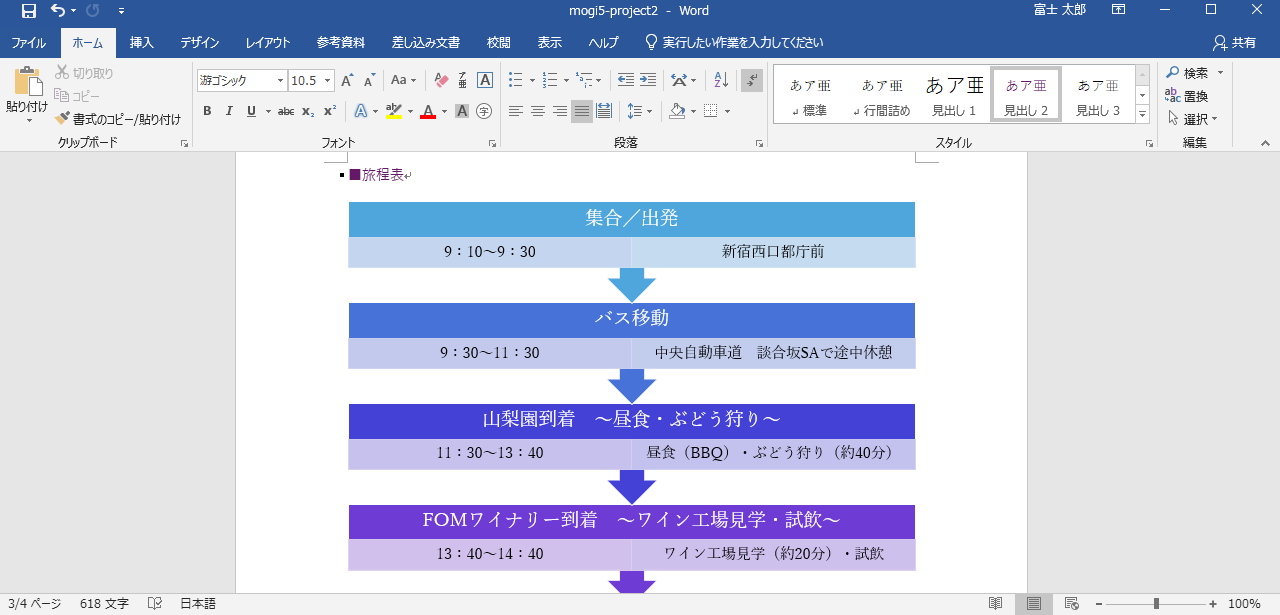 mogi5-project2 - Word
富士 太郎
ファイル ホーム 挿入 デザイン レイアウト 参考資料 差し込み文書 校閲 表示 ヘルプ 実行したい作業を入力してください 共有
貼り付け
切り取り
コピー
書式のコピー/貼り付け
クリップボード
游ゴシック 10.5
フォント
段落
あア亜 あア亜 あア亜 あア亜 あア亜
標準 行間詰め 見出し 1 見出し 2 見出し 3
スタイル
検索
置換
選択
編集
■旅程表
集合／出発
9：10～9：30 新宿西口都庁前
バス移動
9：30～11：30 中央自動車道　談合坂SAで途中休憩
山梨園到着　～昼食・ぶどう狩り～
11：30～13：40 昼食（BBQ）・ぶどう狩り（約40分）
FOMワイナリー到着　～ワイン工場見学・試飲～
13：40～14：40 ワイン工場見学（約20分）・試飲
3/4 ページ 618 文字 日本語 100%